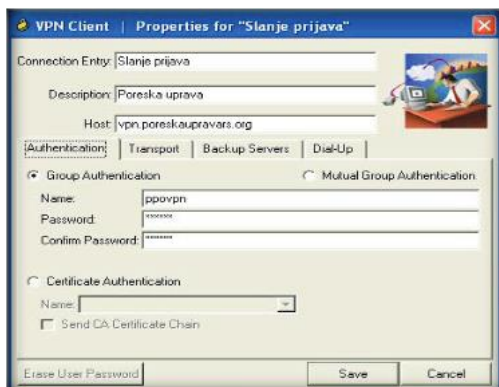 VPN Client | Properties for "Slanje prijava"
Connection Entry: Slanje prijava
Description: Poreska uprava
Host: vpn.poreskaupravars.org
Authentication Transport Backup Servers Dial-Up
Group Authentication Mutual Group Authentication
Name: ppovpn
Password: *******
Confirm Password: *******
Certificate Authentication
Name:
Send CA Certificate Chain
Erase User Password Save Cancel